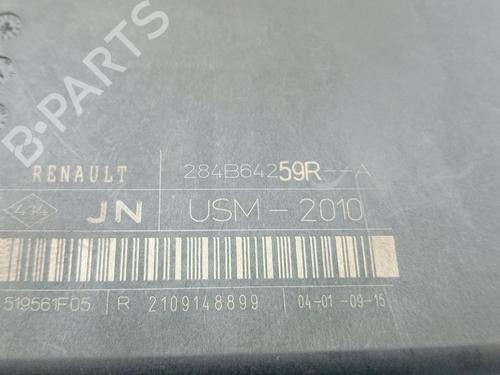 B-PARTS
RENAULT 284B64259R--A
JN USM-2010
519561F05 R 2109148899 04-01-09-15